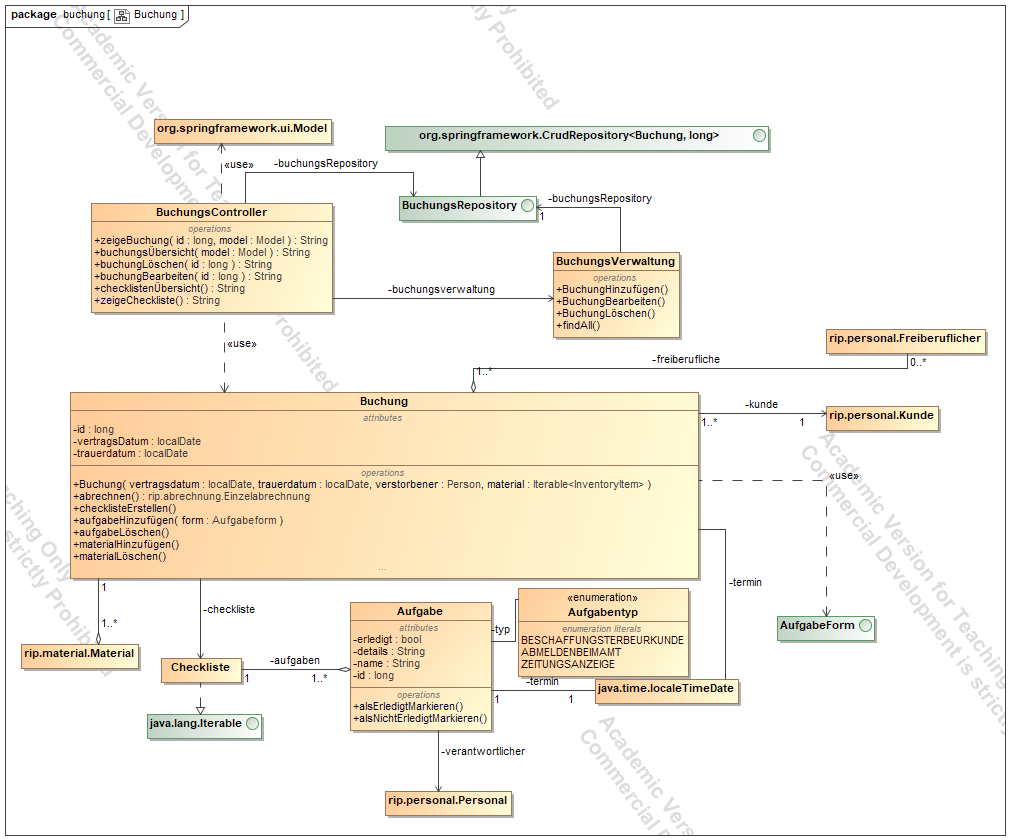 package buchung [ Buchung ]
org.springframework.ui.Model
org.springframework.CrudRepository<Buchung, long>
«use»
-buchungsRepository
BuchungsRepository
-buchungsRepository
1
BuchungsController
operations
+zeigeBuchung( id : long, model : Model ) : String
+buchungsÜbersicht( model : Model ) : String
+buchungLöschen( id : long ) : String
+buchungBearbeiten( id : long ) : String
+checklistenÜbersicht() : String
+zeigeCheckliste() : String
BuchungsVerwaltung
operations
+BuchungHinzufügen()
+BuchungBearbeiten()
+BuchungLöschen()
+findAll()
-buchungsverwaltung
«use»
rip.personal.Freiberuflicher
-freiberufliche
0..*
1..*
Buchung
attributes
-id : long
-vertragsDatum : localDate
-trauerdatum : localDate
operations
+Buchung( vertragsdatum : localDate, trauerdatum : localDate, verstorbener : Person, material : Iterable<InventoryItem> )
+abrechnen() : rip.abrechnung.Einzelabrechnung
+checklisteErstellen()
+aufgabeHinzufügen( form : Aufgabeform )
+aufgabeLöschen()
+materialHinzufügen()
+materialLöschen()
...
-kunde
1..*
1
rip.personal.Kunde
«use»
-termin
AufgabeForm
1
1..*
rip.material.Material
-checkliste
Checkliste
-aufgaben
1
1..*
java.lang.Iterable
Aufgabe
attributes
-erledigt : bool
-details : String
-name : String
-id : long
operations
+alsErledigtMarkieren()
+alsNichtErledigtMarkieren()
-typ
«enumeration»
Aufgabentyp
enumeration literals
BESCHAFFUNGSTERBEURKUNDE
ABMELDENBEIMAMT
ZEITUNGSANZEIGE
-termin
1
1
java.time.localeTimeDate
-verantwortlicher
rip.personal.Personal